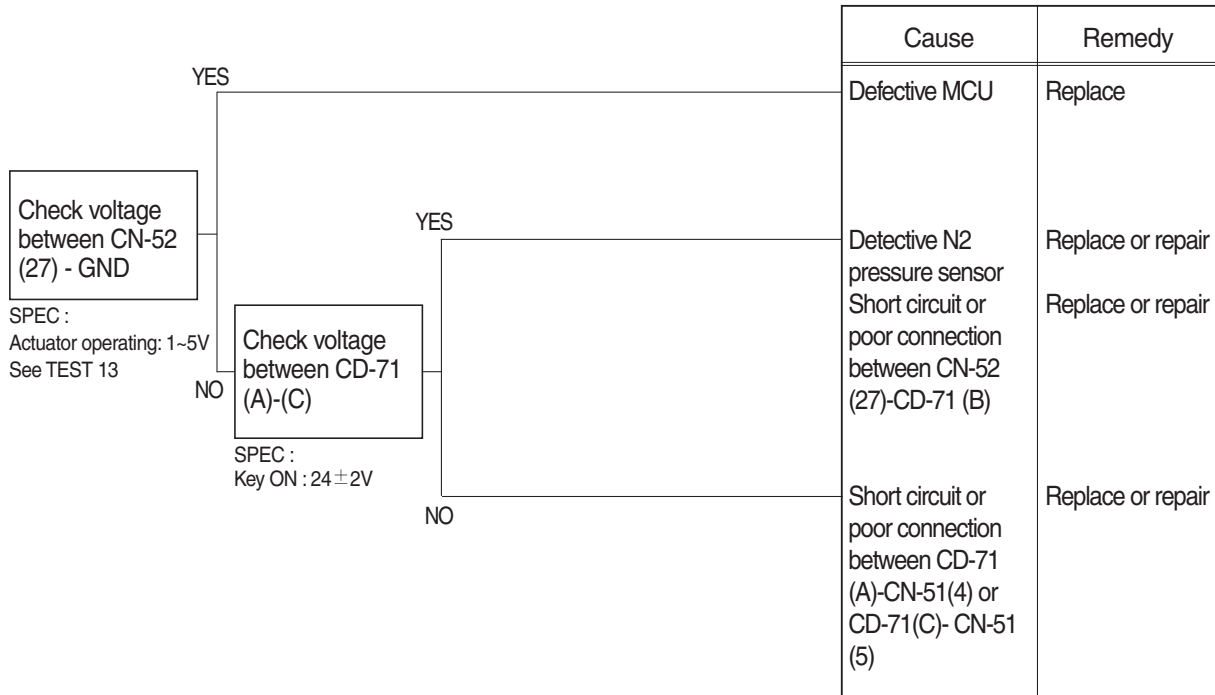 Cause
Remedy
YES
Defective MCU
Replace
Check voltage
between CN-52
(27) - GND
SPEC :
Actuator operating: 1~5V
See TEST 13
NO
YES
Detective N2
pressure sensor
Replace or repair
Short circuit or
poor connection
between CN-52
(27)-CD-71 (B)
Replace or repair
Check voltage
between CD-71
(A)-(C)
SPEC :
Key ON : 24±2V
NO
Short circuit or
poor connection
between CD-71
(A)-CN-51(4) or
CD-71(C)- CN-51
(5)
Replace or repair